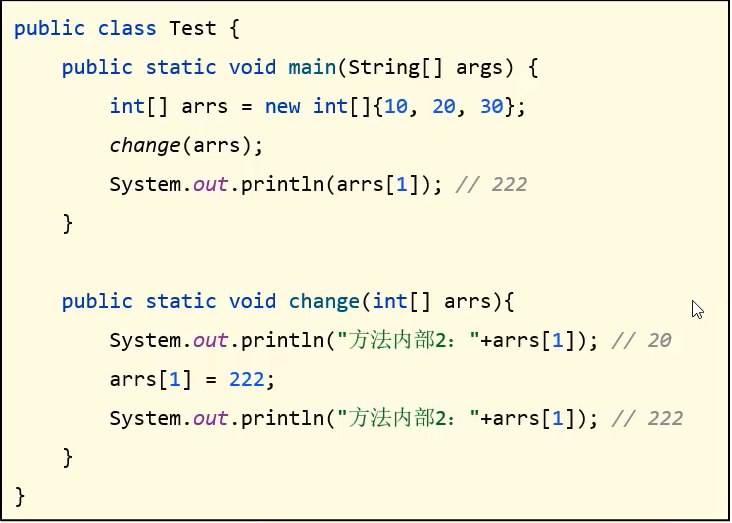 public class Test {
    public static void main(String[] args) {
        int[] arrs = new int[]{10, 20, 30};
        change(arrs);
        System.out.println(arrs[1]); // 222
    }
    public static void change(int[] arrs){
        System.out.println("方法内部2："+arrs[1]); // 20
        arrs[1] = 222;
        System.out.println("方法内部2："+arrs[1]); // 222
    }
}